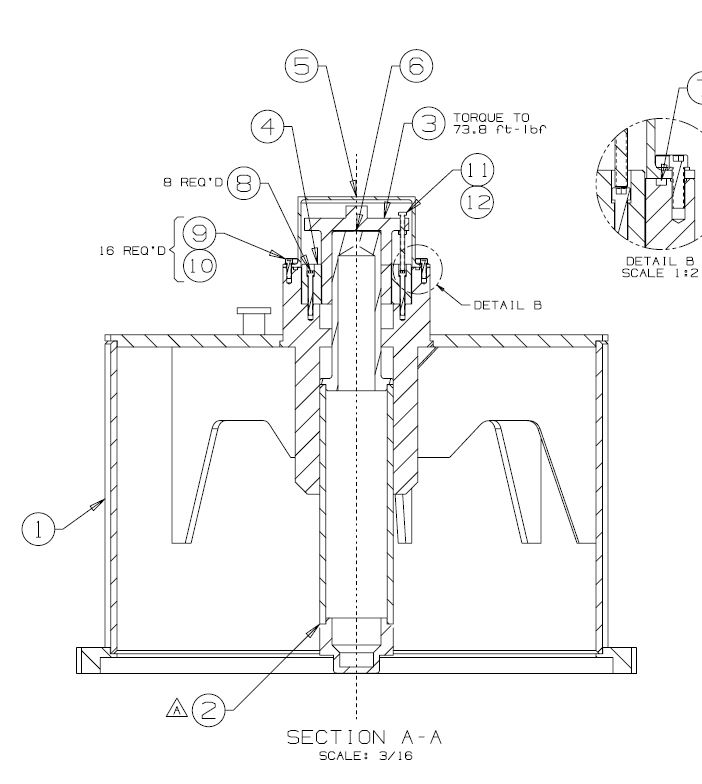 5
6
7
4
3
TORQUE TO
73.8 ft-lbf
8 REQ'D
8
11
12
16 REQ'D
9
10
DETAIL B
SCALE 1:2
DETAIL B
1
A
2
SECTION A-A
SCALE: 3/16